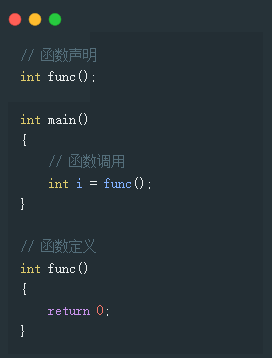 // 函数声明
int func();
int main()
{
// 函数调用
int i = func();
}
// 函数定义
int func()
{
return 0;
}